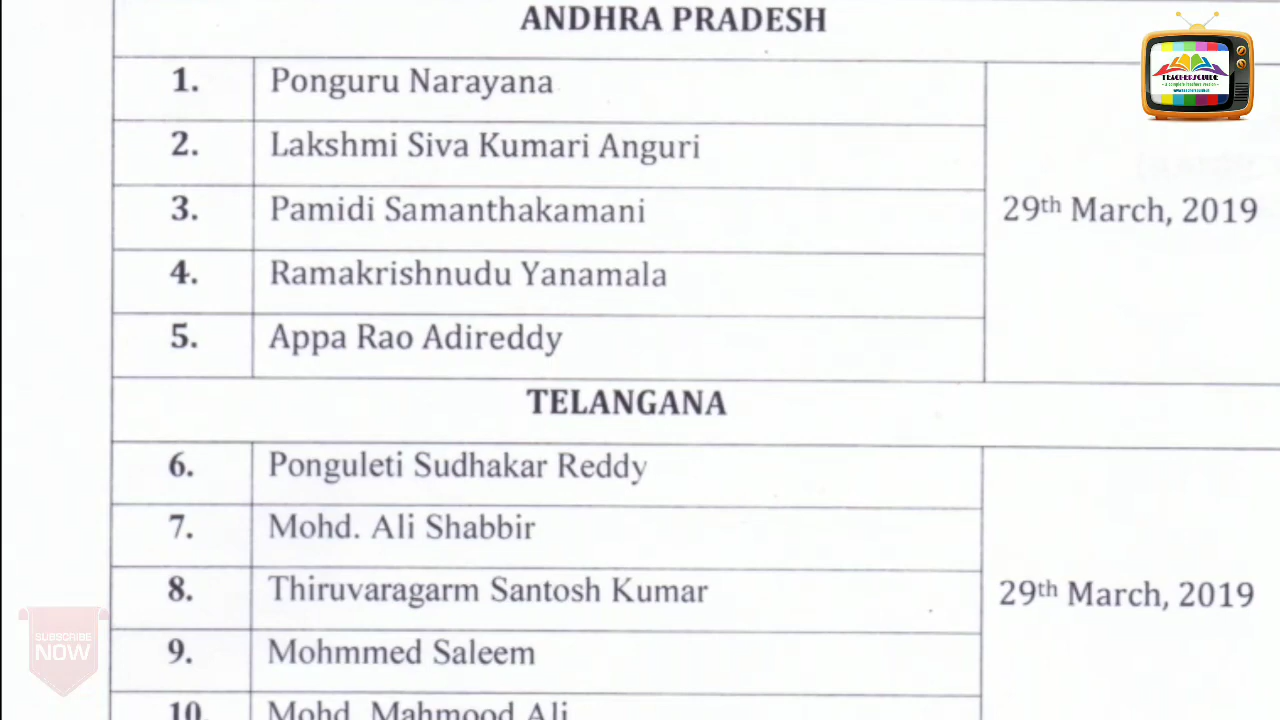 ANDHRA PRADESH
1. Ponguru Narayana
2. Lakshmi Siva Kumari Anguri
3. Pamidi Samanthakamani
29th March, 2019
4. Ramakrishnudu Yanamala
5. Appa Rao Adireddy
TELANGANA
6. Ponguleti Sudhakar Reddy
7. Mohd. Ali Shabbir
8. Thiruvaragarm Santosh Kumar
29th March, 2019
9. Mohmmed Saleem
10. Mohd. Mahmood Ali
TEACHERSGUIDE
SUBSCRIBE
NOW